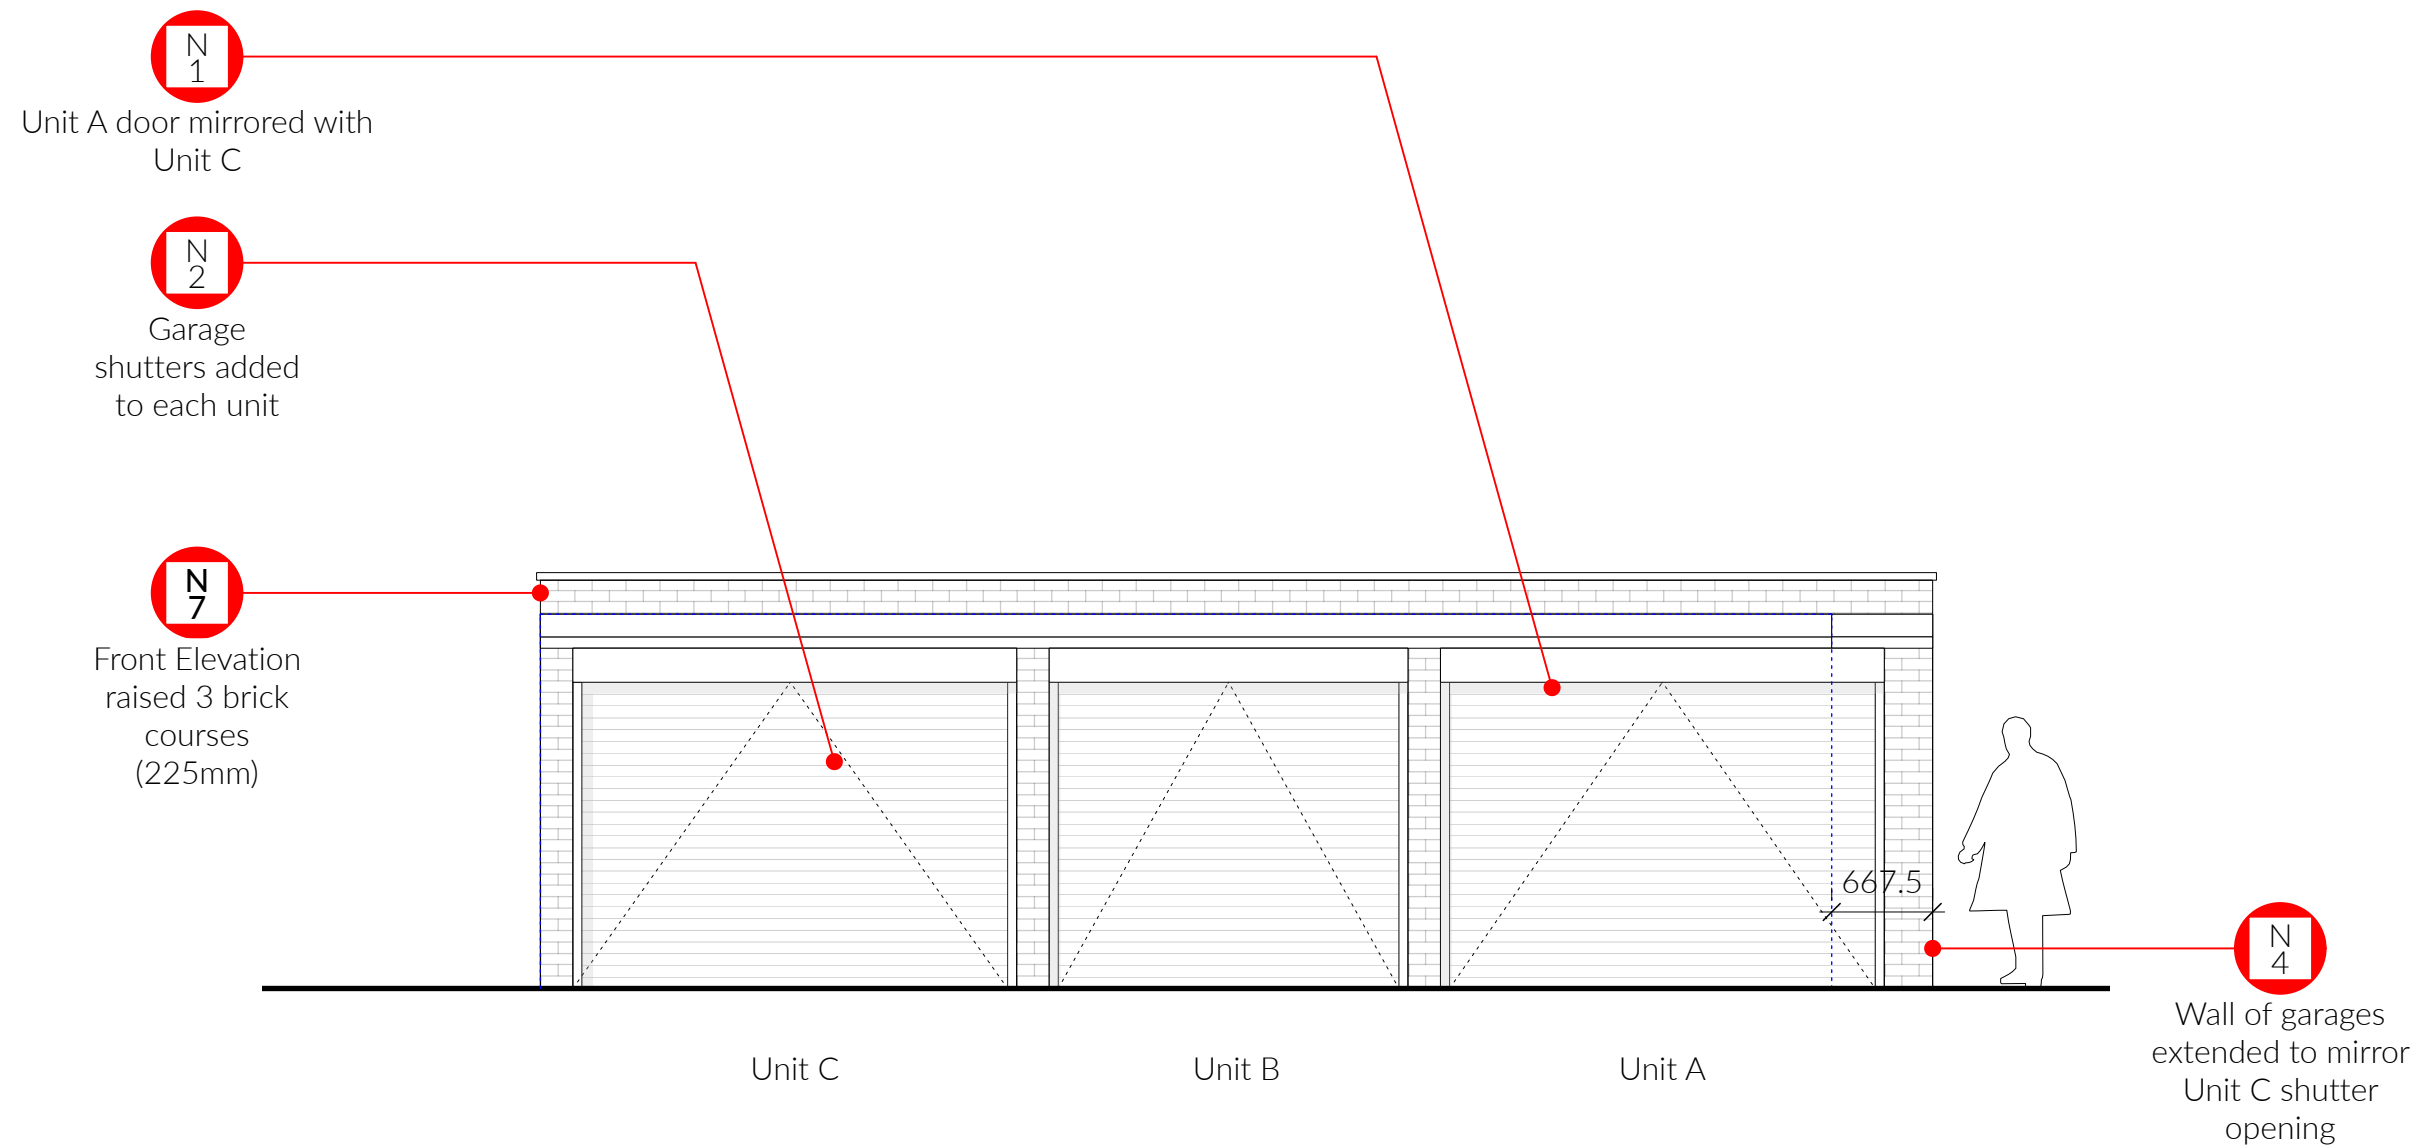 N
1
Unit A door mirrored with
Unit C
N
2
Garage
shutters added
to each unit
N
7
Front Elevation
raised 3 brick
courses
(225mm)
667.5
N
4
Wall of garages
extended to mirror
Unit C shutter
opening
Unit C
Unit B
Unit A